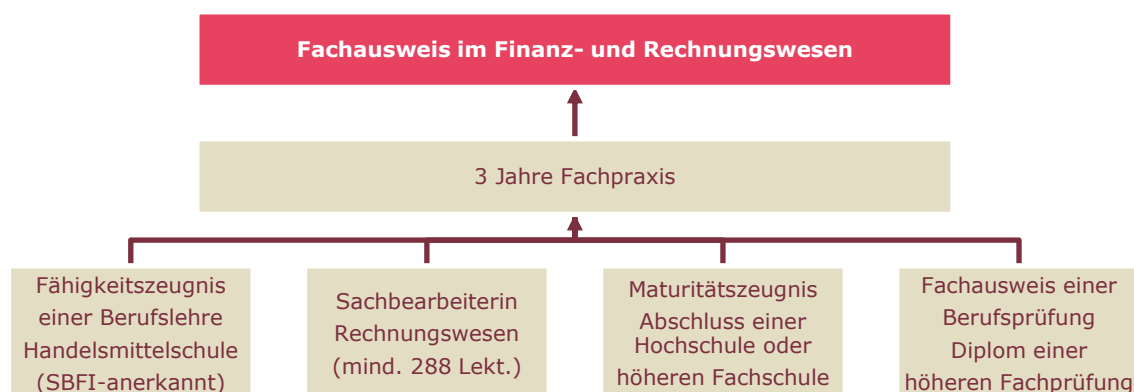 Fachausweis im Finanz- und Rechnungswesen
3 Jahre Fachpraxis
Fähigkeitszeugnis
einer Berufslehre
Handelsmittelschule
(SBFI-anerkannt)
Sachbearbeiterin
Rechnungswesen
(mind. 288 Lekt.)
Maturitätszeugnis
Abschluss einer
Hochschule oder
höheren Fachschule
Fachausweis einer
Berufsprüfung
Diplom einer
höheren Fachprüfung